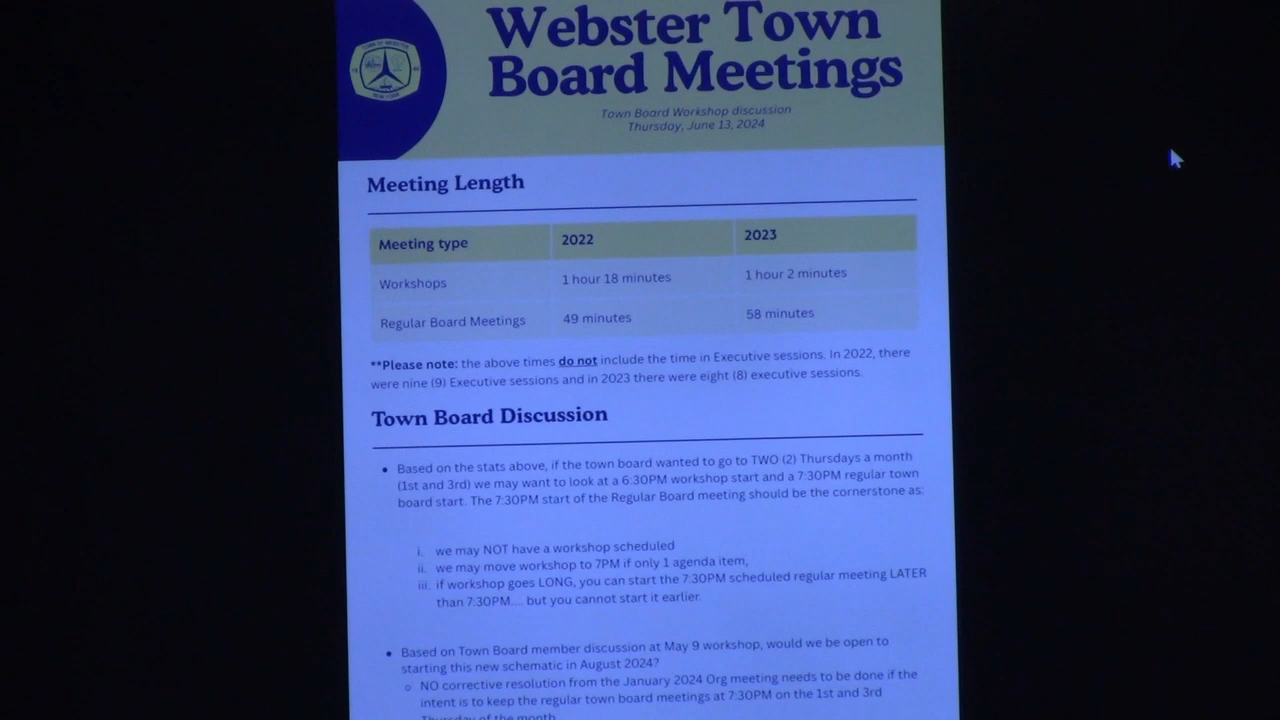 TOWN OF WEBSTER
NEW YORK
Webster Town
Board Meetings
Town Board Workshop discussion
Thursday, June 13, 2024
Meeting Length
Meeting type 2022 2023
Workshops 1 hour 18 minutes 1 hour 2 minutes
Regular Board Meetings 49 minutes 58 minutes
**Please note: the above times do not include the time in Executive sessions. In 2022, there
were nine (9) Executive sessions and in 2023 there were eight (8) executive sessions.
Town Board Discussion
• Based on the stats above, if the town board wanted to go to TWO (2) Thursdays a month
(1st and 3rd) we may want to look at a 6:30PM workshop start and a 7:30PM regular town
board start. The 7:30PM start of the Regular Board meeting should be the cornerstone as:
i. we may NOT have a workshop scheduled
ii. we may move workshop to 7PM if only 1 agenda item,
iii. if workshop goes LONG, you can start the 7:30PM scheduled regular meeting LATER
than 7:30PM.... but you cannot start it earlier.
• Based on Town Board member discussion at May 9 workshop, would we be open to
starting this new schematic in August 2024?
o NO corrective resolution from the January 2024 Org meeting needs to be done if the
intent is to keep the regular town board meetings at 7:30PM on the 1st and 3rd
Thursday of the month